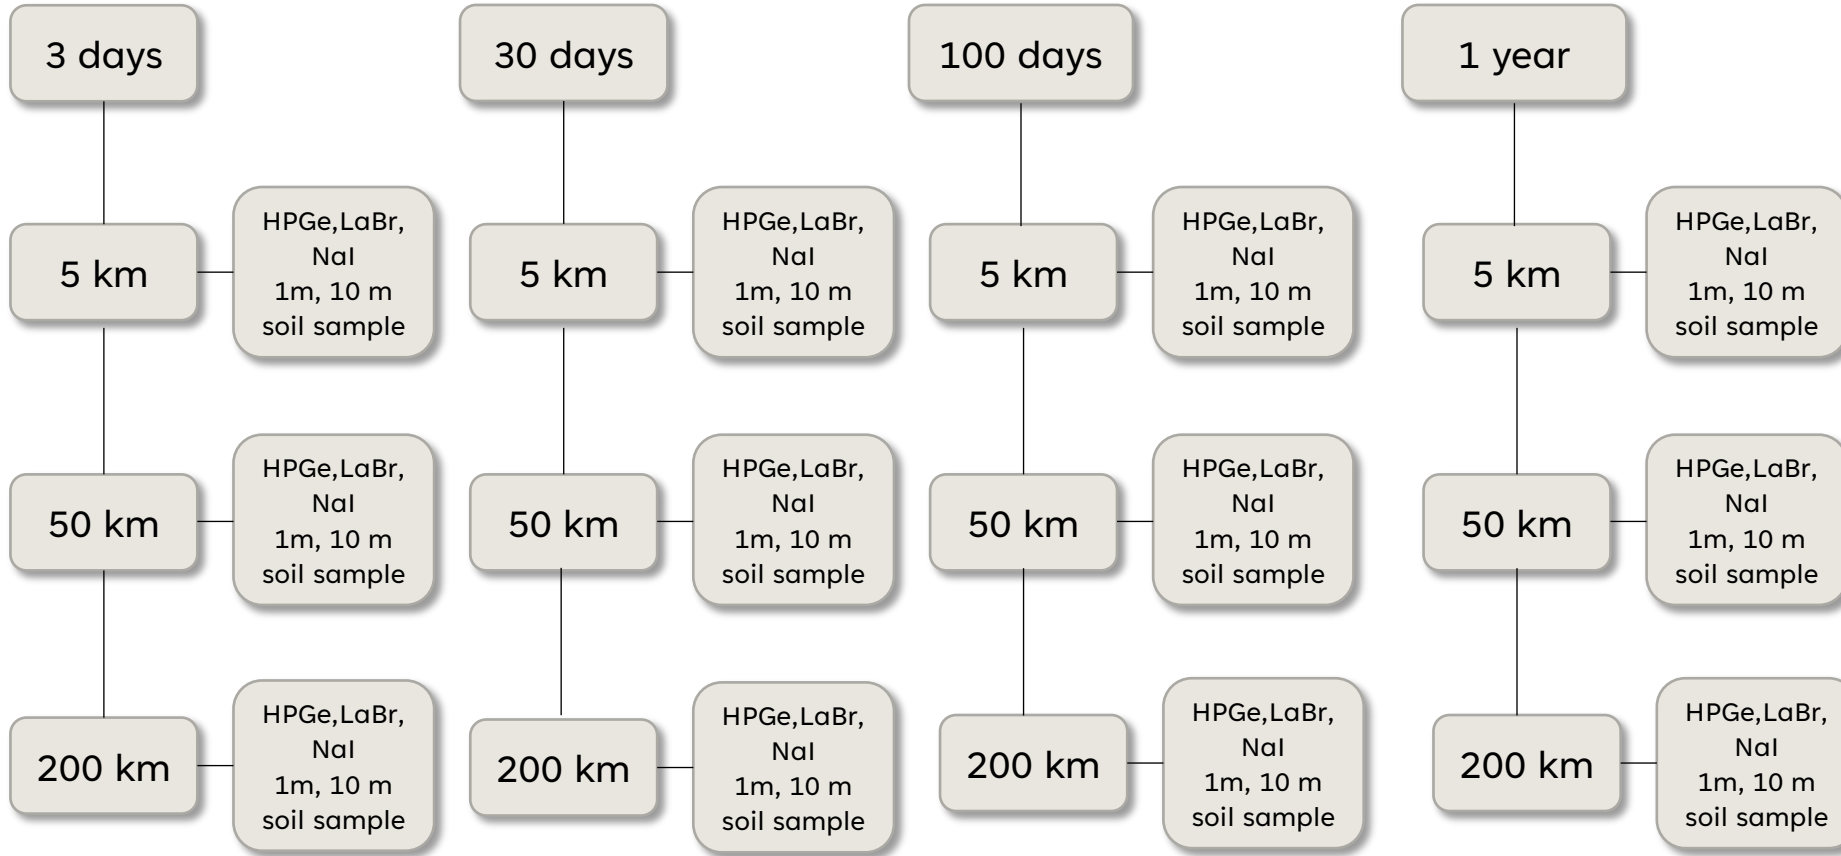 3 days
5 km
HPGe,LaBr,
NaI
1m, 10 m
soil sample
50 km
HPGe,LaBr,
NaI
1m, 10 m
soil sample
200 km
HPGe,LaBr,
NaI
1m, 10 m
soil sample
30 days
5 km
HPGe,LaBr,
NaI
1m, 10 m
soil sample
50 km
HPGe,LaBr,
NaI
1m, 10 m
soil sample
200 km
HPGe,LaBr,
NaI
1m, 10 m
soil sample
100 days
5 km
HPGe,LaBr,
NaI
1m, 10 m
soil sample
50 km
HPGe,LaBr,
NaI
1m, 10 m
soil sample
200 km
HPGe,LaBr,
NaI
1m, 10 m
soil sample
1 year
5 km
HPGe,LaBr,
NaI
1m, 10 m
soil sample
50 km
HPGe,LaBr,
NaI
1m, 10 m
soil sample
200 km
HPGe,LaBr,
NaI
1m, 10 m
soil sample